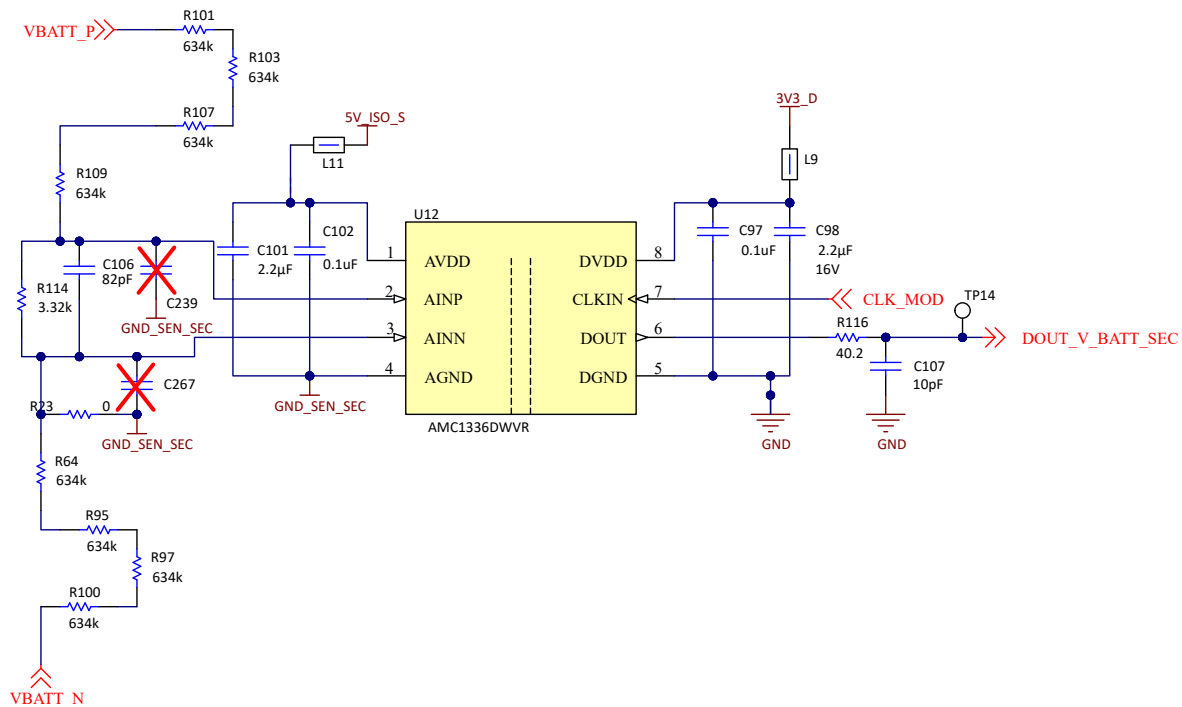 VBATT_P
R101
634k
R103
634k
R107
634k
R109
634k
C106
82pF
R114
3.32k
C239
GND_SEN_SEC
C267
R23
0
GND_SEN_SEC
R64
634k
R95
634k
R97
634k
R100
634k
VBATT_N
5V_ISO_S
L11
C101
2.2µF
C102
0.1uF
GND_SEN_SEC
U12
1
AVDD
2
AINP
3
AINN
4
AGND
DVDD
8
CLKIN
7
DOUT
6
DGND
5
AMC1336DWVR
3V3_D
L9
C97
0.1uF
C98
2.2µF
16V
CLK_MOD
TP14
R116
40.2
DOUT_V_BATT_SEC
C107
10pF
GND
GND